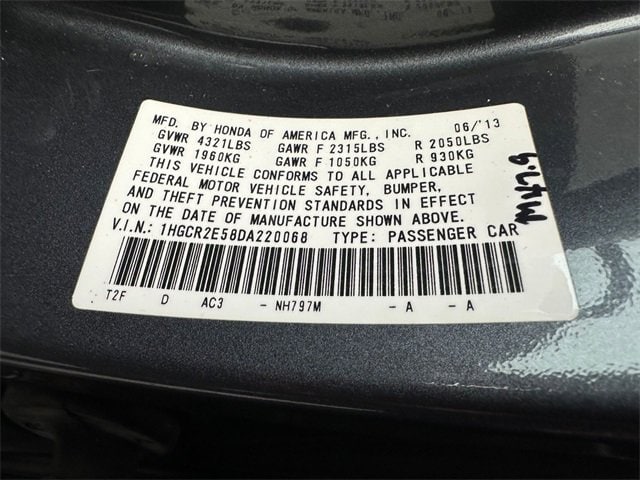 MFD. BY HONDA OF AMERICA MFG., INC. 06/'13
GVWR 4321LBS GAWR F 2315LBS R 2050LBS
GVWR 1960KG GAWR F 1050KG R 930KG
THIS VEHICLE CONFORMS TO ALL APPLICABLE
FEDERAL MOTOR VEHICLE SAFETY, BUMPER,
AND THEFT PREVENTION STANDARDS IN EFFECT
ON THE DATE OF MANUFACTURE SHOWN ABOVE.
V.I.N.: 1HGCR2E58DA220068 TYPE: PASSENGER CAR
T2F D AC3 - NH797M - A - A
M47.9